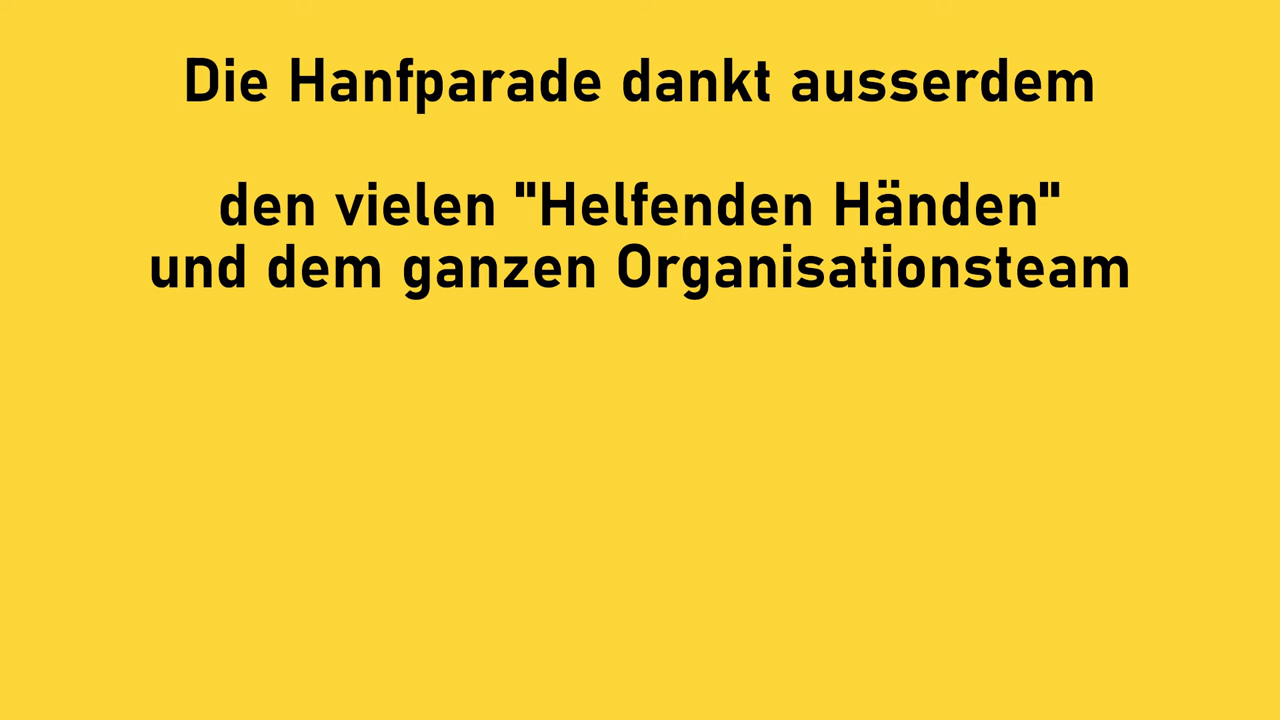 Die Hanfparade dankt ausserdem
den vielen "Helfenden Händen"
und dem ganzen Organisationsteam